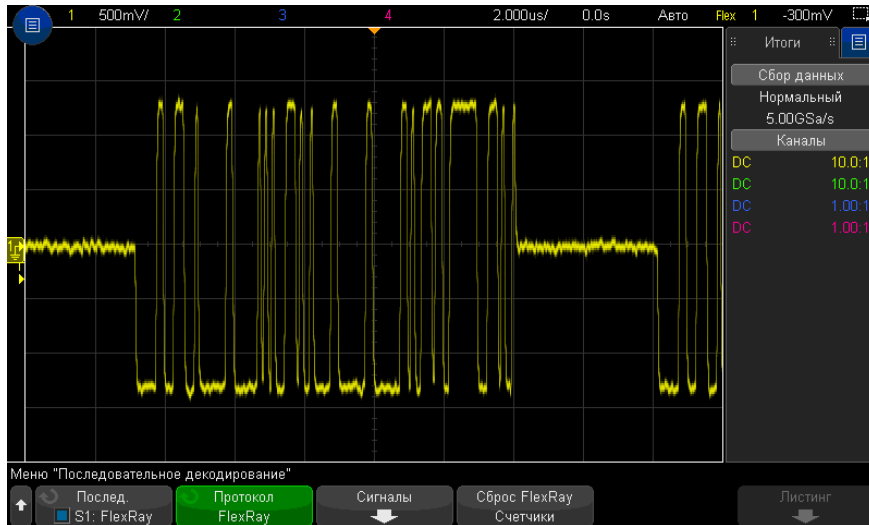 1 500mV/ 2 3 4 2.000us/ 0.0s Авто Flex 1 -300mV
Итоги
Сбор данных
Нормальный
5.00GSa/s
Каналы
DC 10.0:1
DC 10.0:1
DC 1.00:1
DC 1.00:1
1
Меню "Последовательное декодирование"
Послед.
S1: FlexRay
Протокол
FlexRay
Сигналы
Сброс FlexRay
Счетчики
Листинг